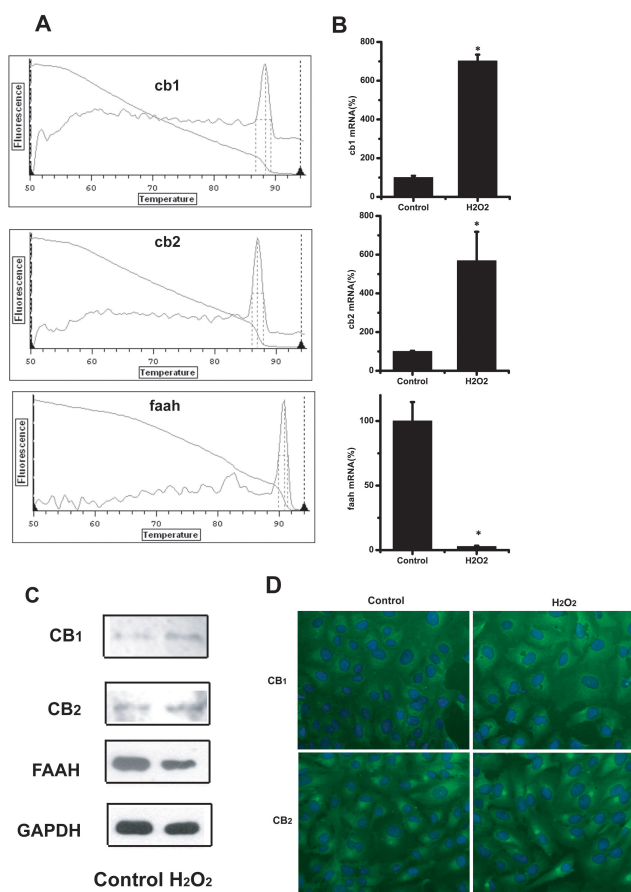 A
cb1
Fluorescence
50 60 70 80 90
Temperature
cb2
Fluorescence
50 60 70 80 90
Temperature
faah
Fluorescence
50 60 70 80 90
Temperature
B
cb1 mRNA(%)
800
600
400
200
0
*
Control H2O2
cb2 mRNA(%)
800
600
400
200
0
*
Control H2O2
faah mRNA(%)
100
50
0
*
Control H2O2
C
CB1
CB2
FAAH
GAPDH
Control H2O2
D
Control H2O2
CB1
CB2